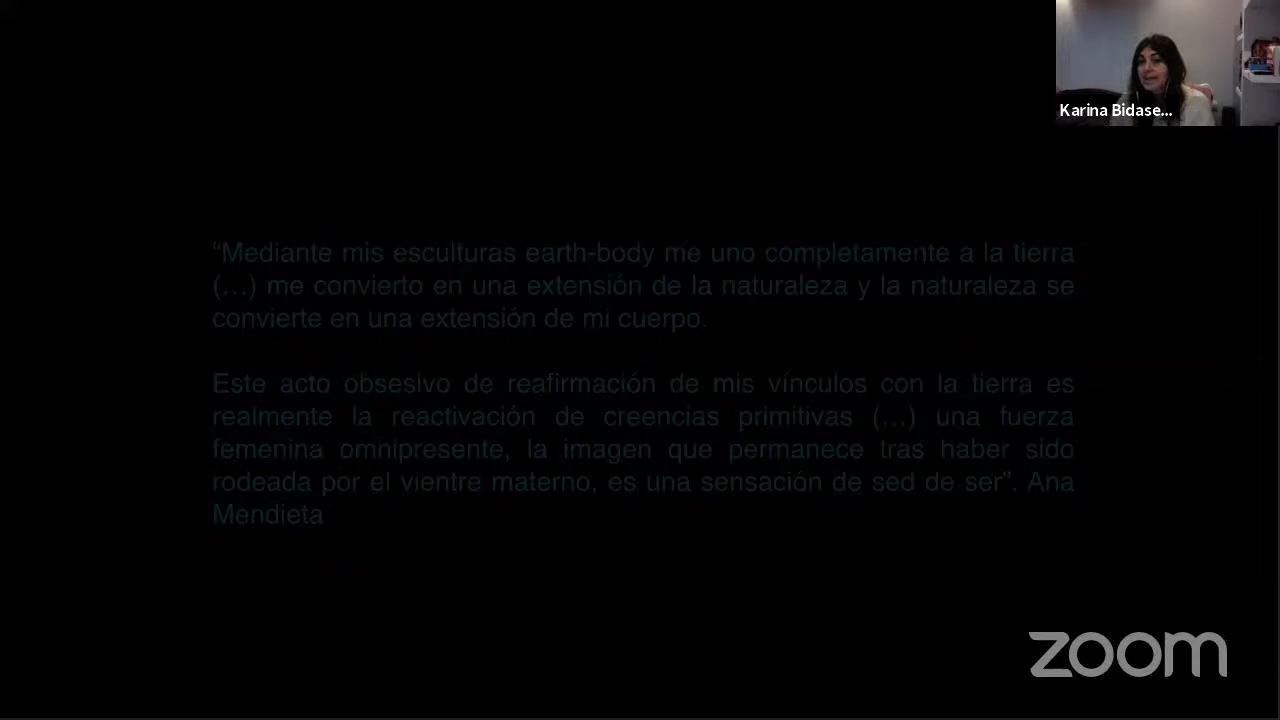 Karina Bidase...
“Mediante mis esculturas earth-body me uno completamente a la tierra
(...) me convierto en una extensión de la naturaleza y la naturaleza se
convierte en una extensión de mi cuerpo.
Este acto obsesivo de reafirmación de mis vínculos con la tierra es
realmente la reactivación de creencias primitivas (...) una fuerza
femenina omnipresente, la imagen que permanece tras haber sido
rodeada por el vientre materno, es una sensación de sed de ser”. Ana
Mendieta
zoom